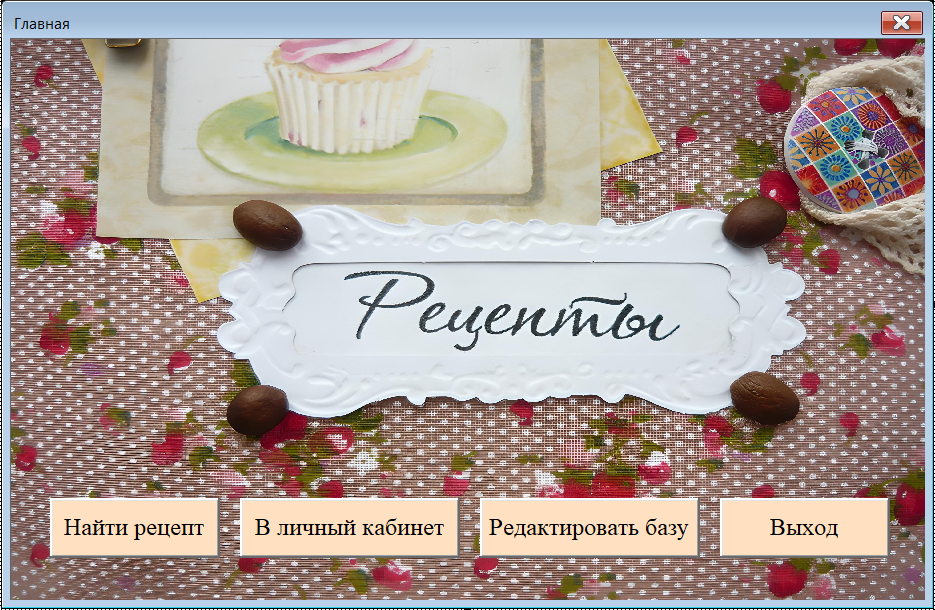 Главная
Рецепты
Найти рецепт
В личный кабинет
Редактировать базу
Выход